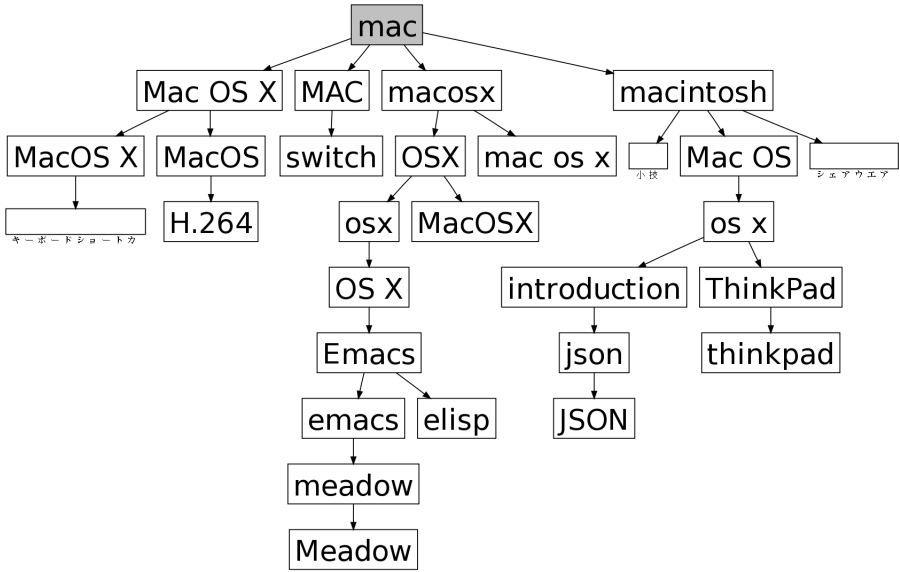 mac
Mac OS X
MAC
macosx
macintosh
MacOS X
MacOS
switch
OSX
mac os x
小技
Mac OS
シェアウエア
キーボードショートカ
H.264
osx
MacOSX
os x
OS X
introduction
ThinkPad
Emacs
json
thinkpad
emacs
elisp
JSON
meadow
Meadow